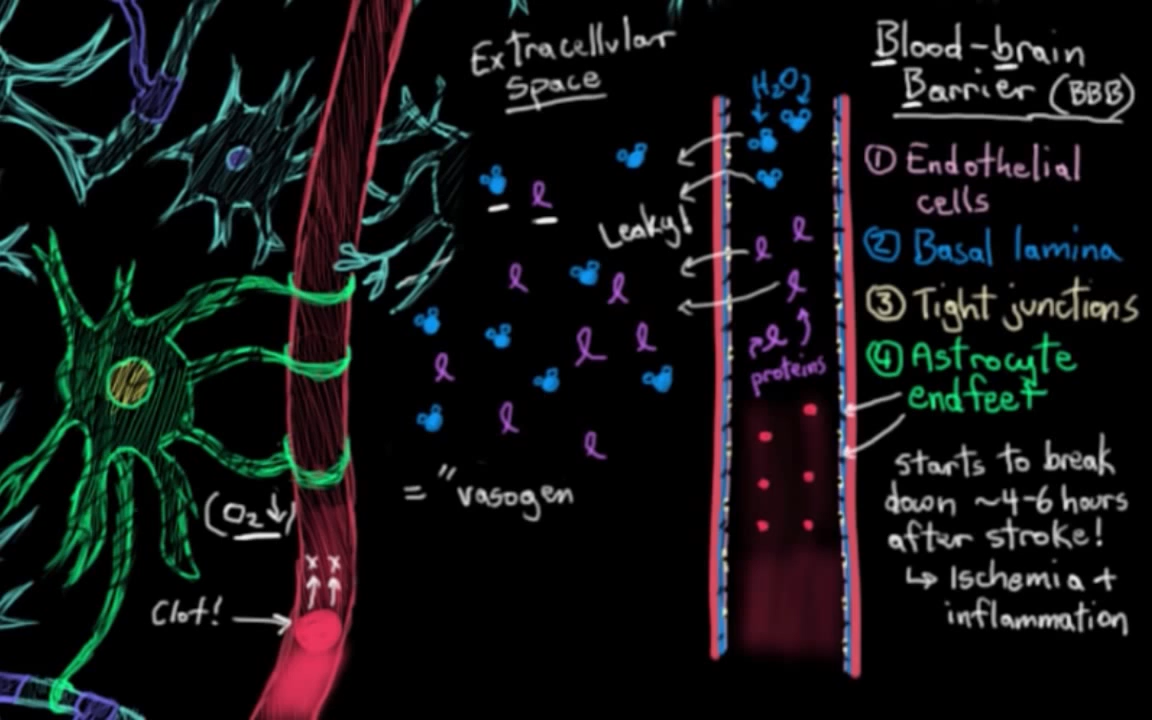 Extracellular
Space
H₂O
Leaky!
proteins
= "vasogen
(O₂↓)
x x
Clot!
Blood-brain
Barrier (BBB)
① Endothelial
cells
② Basal lamina
③ Tight junctions
④ Astrocyte
endfeet
starts to break
down ~4-6 hours
after stroke!
↳ Ischemia +
inflammation